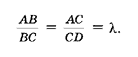 AB/BC = AC/CD = λ.